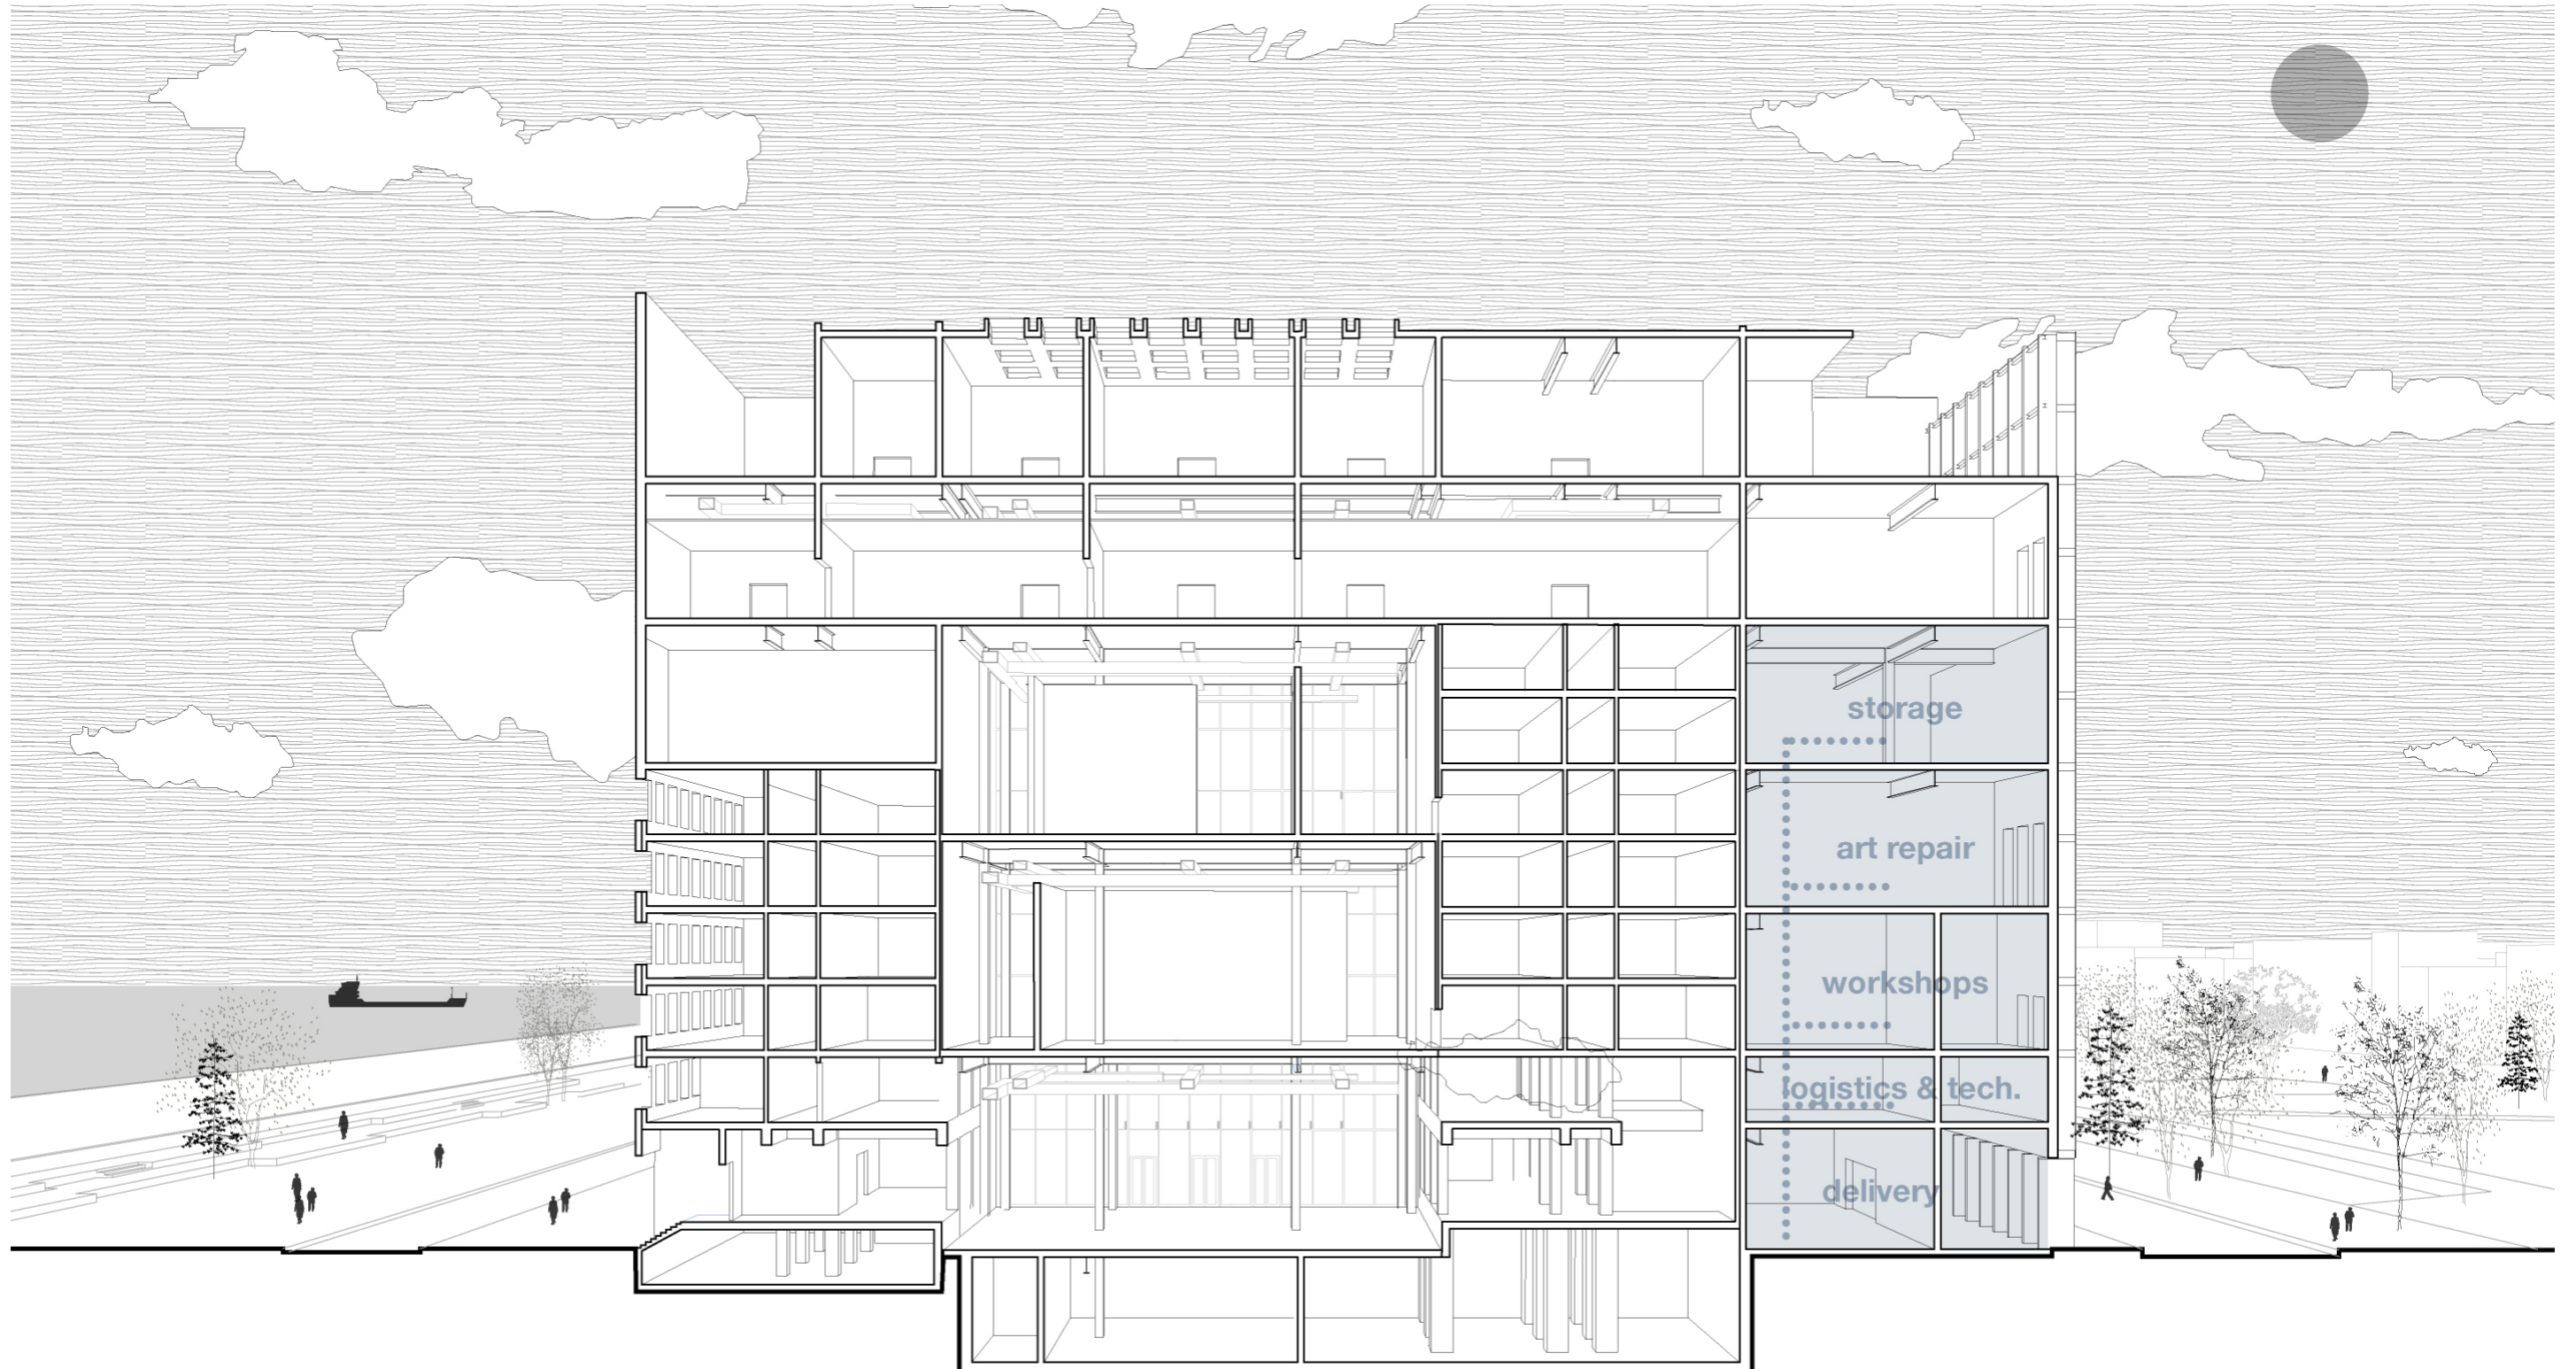 storage
art repair
workshops
logistics & tech.
delivery